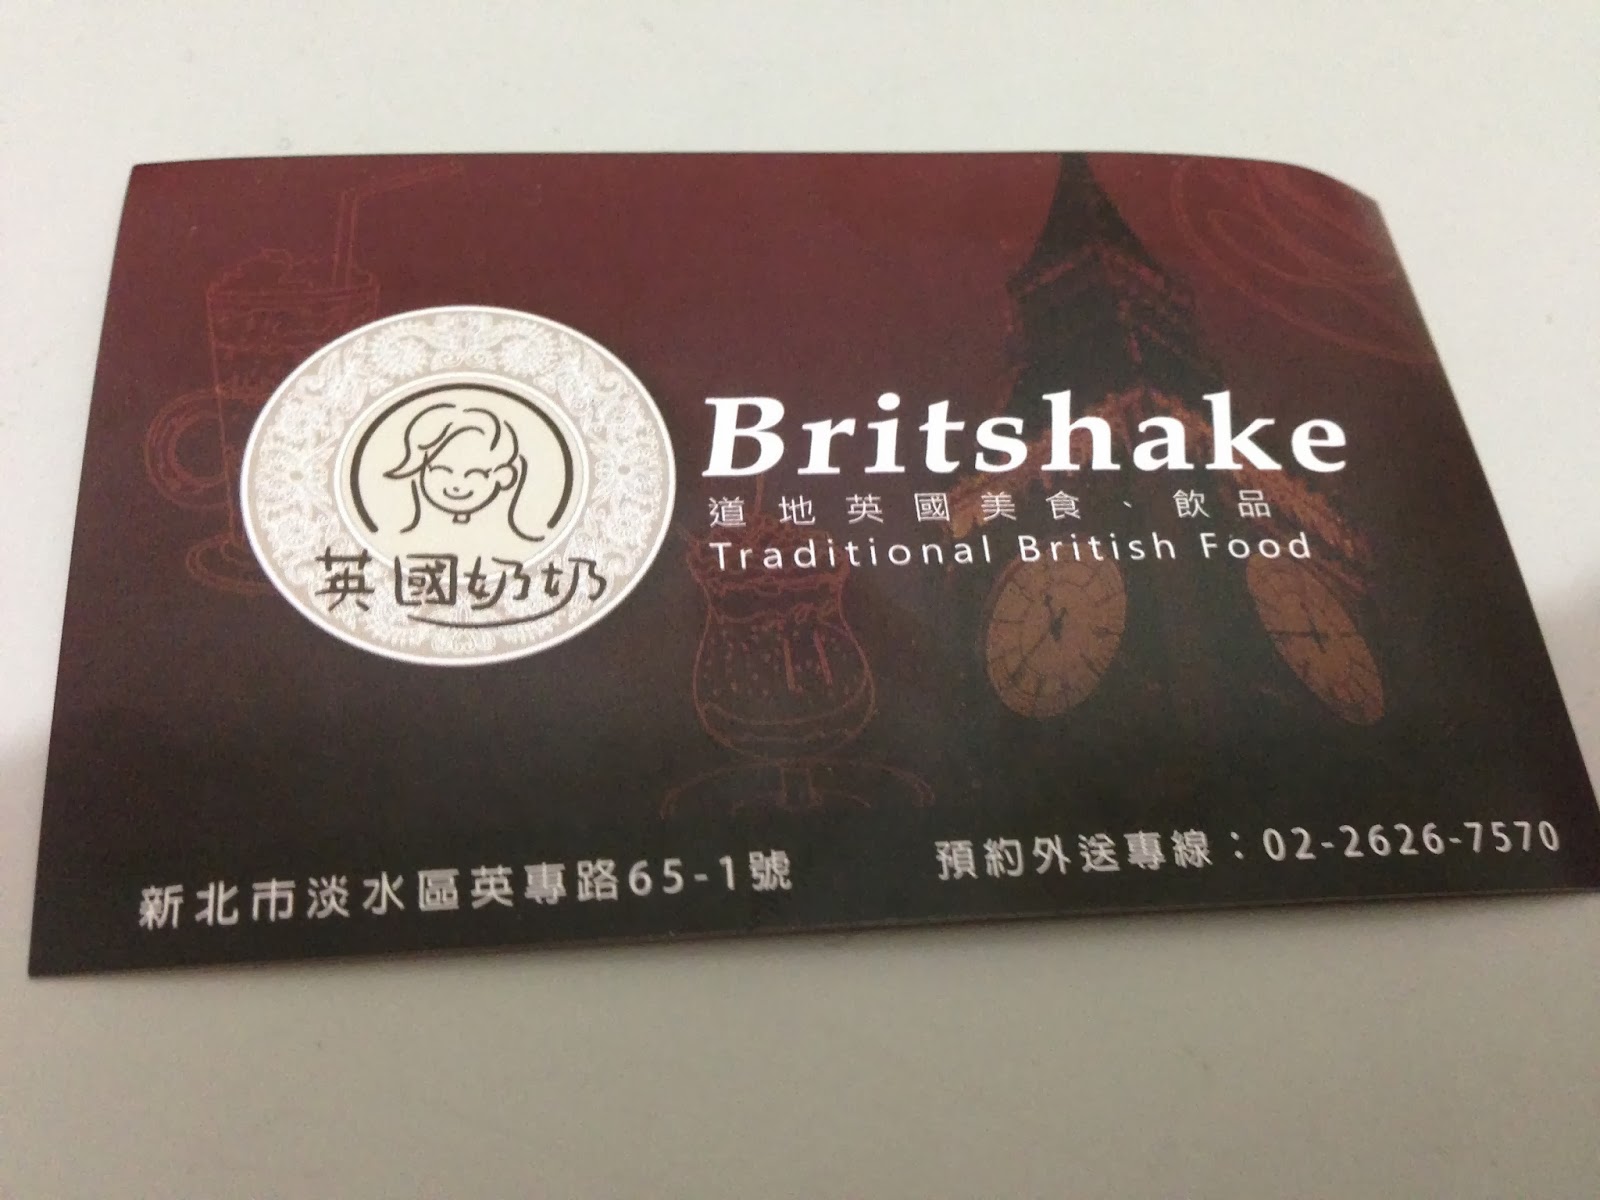 英國奶奶
Britshake
道地英國美食、飲品
Traditional British Food
新北市淡水區英專路65-1號
預約外送專線：02-2626-7570